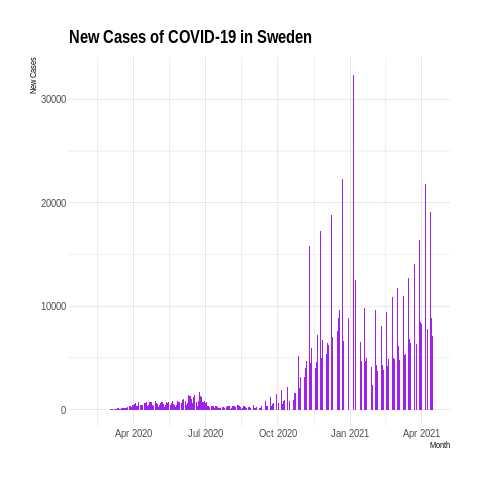 New Cases of COVID-19 in Sweden
New Cases
30000
20000
10000
0
Apr 2020 Jul 2020 Oct 2020 Jan 2021 Apr 2021
Month